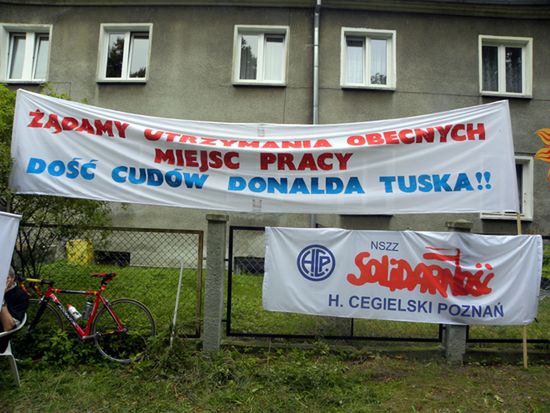 ŻĄDAMY UTRZYMANIA OBECNYCH
MIEJSC PRACY
DOŚĆ CUDÓW DONALDA TUSKA!!
HCP
NSZZ
SOLIDARNOŚĆ
H. CEGIELSKI POZNAŃ